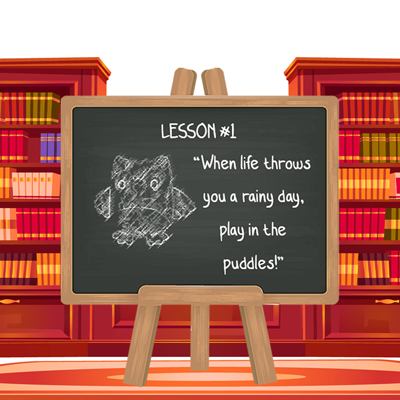 LESSON #1
“When life throws
you a rainy day,
play in the
puddles!”